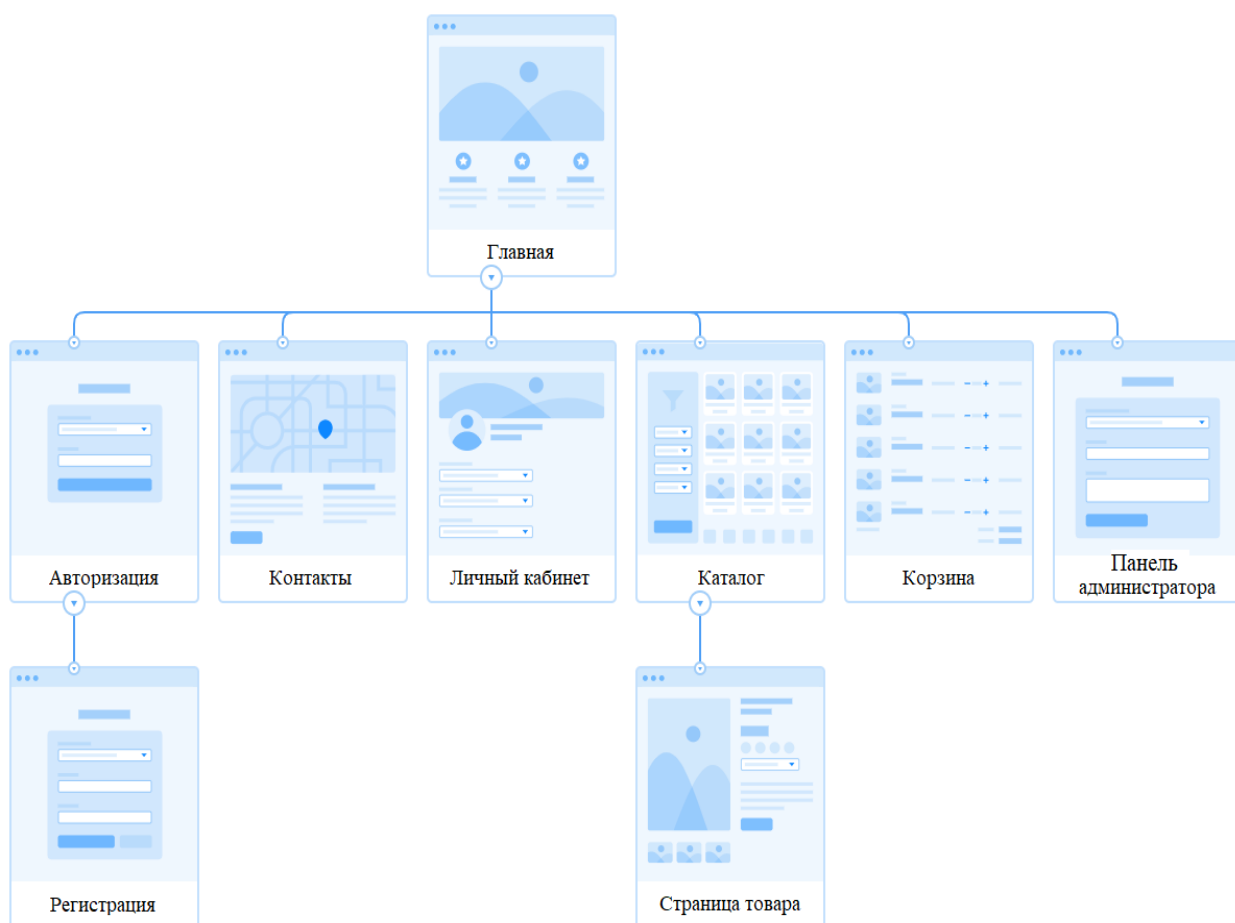 Главная
Авторизация
Контакты
Личный кабинет
Каталог
Корзина
Панель
администратора
Регистрация
Страница товара